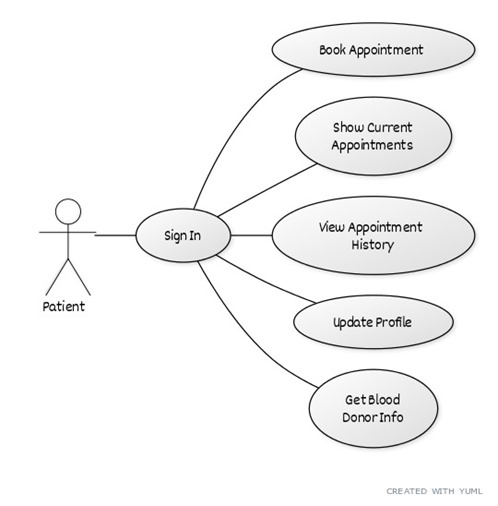 Book Appointment
Show Current
Appointments
Sign In
View Appointment
History
Patient
Update Profile
Get Blood
Donor Info
CREATED WITH YUML